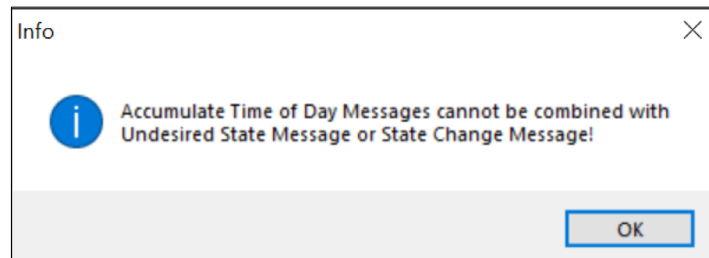 Info
Accumulate Time of Day Messages cannot be combined with
Undesired State Message or State Change Message!
OK